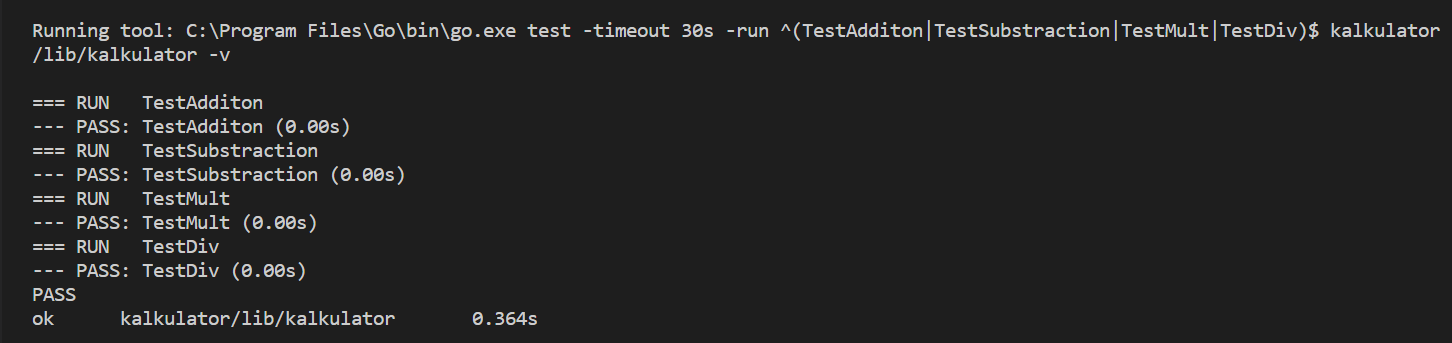 Running tool: C:\Program Files\Go\bin\go.exe test -timeout 30s -run ^(TestAdditon|TestSubstraction|TestMult|TestDiv)$ kalkulator
/lib/kalkulator -v
=== RUN   TestAdditon
--- PASS: TestAdditon (0.00s)
=== RUN   TestSubstraction
--- PASS: TestSubstraction (0.00s)
=== RUN   TestMult
--- PASS: TestMult (0.00s)
=== RUN   TestDiv
--- PASS: TestDiv (0.00s)
PASS
ok      kalkulator/lib/kalkulator       0.364s